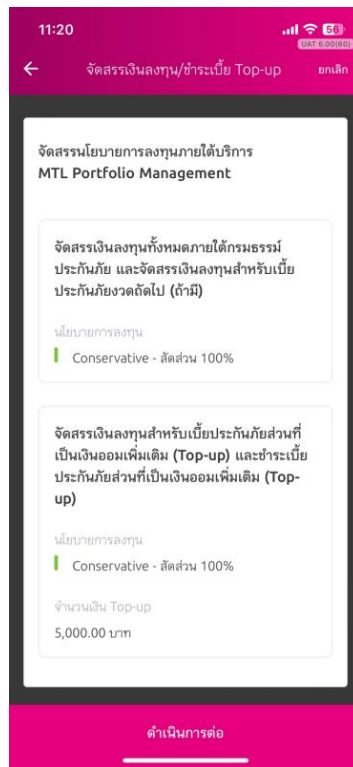 11:20
56
UAT 6.00(60)
จัดสรรเงินลงทุน/ชำระเบี้ย Top-up
ยกเลิก
จัดสรรนโยบายการลงทุนภายใต้บริการ
MTL Portfolio Management
จัดสรรเงินลงทุนทั้งหมดภายใต้กรมธรรม์
ประกันภัย และจัดสรรเงินลงทุนสำหรับเบี้ย
ประกันภัยงวดถัดไป (ถ้ามี)
นโยบายการลงทุน
Conservative - สัดส่วน 100%
จัดสรรเงินลงทุนสำหรับเบี้ยประกันภัยส่วนที่
เป็นเงินออมเพิ่มเติม (Top-up) และชำระเบี้ย
ประกันภัยส่วนที่เป็นเงินออมเพิ่มเติม (Top-
up)
นโยบายการลงทุน
Conservative - สัดส่วน 100%
จำนวนเงิน Top-up
5,000.00 บาท
ดำเนินการต่อ